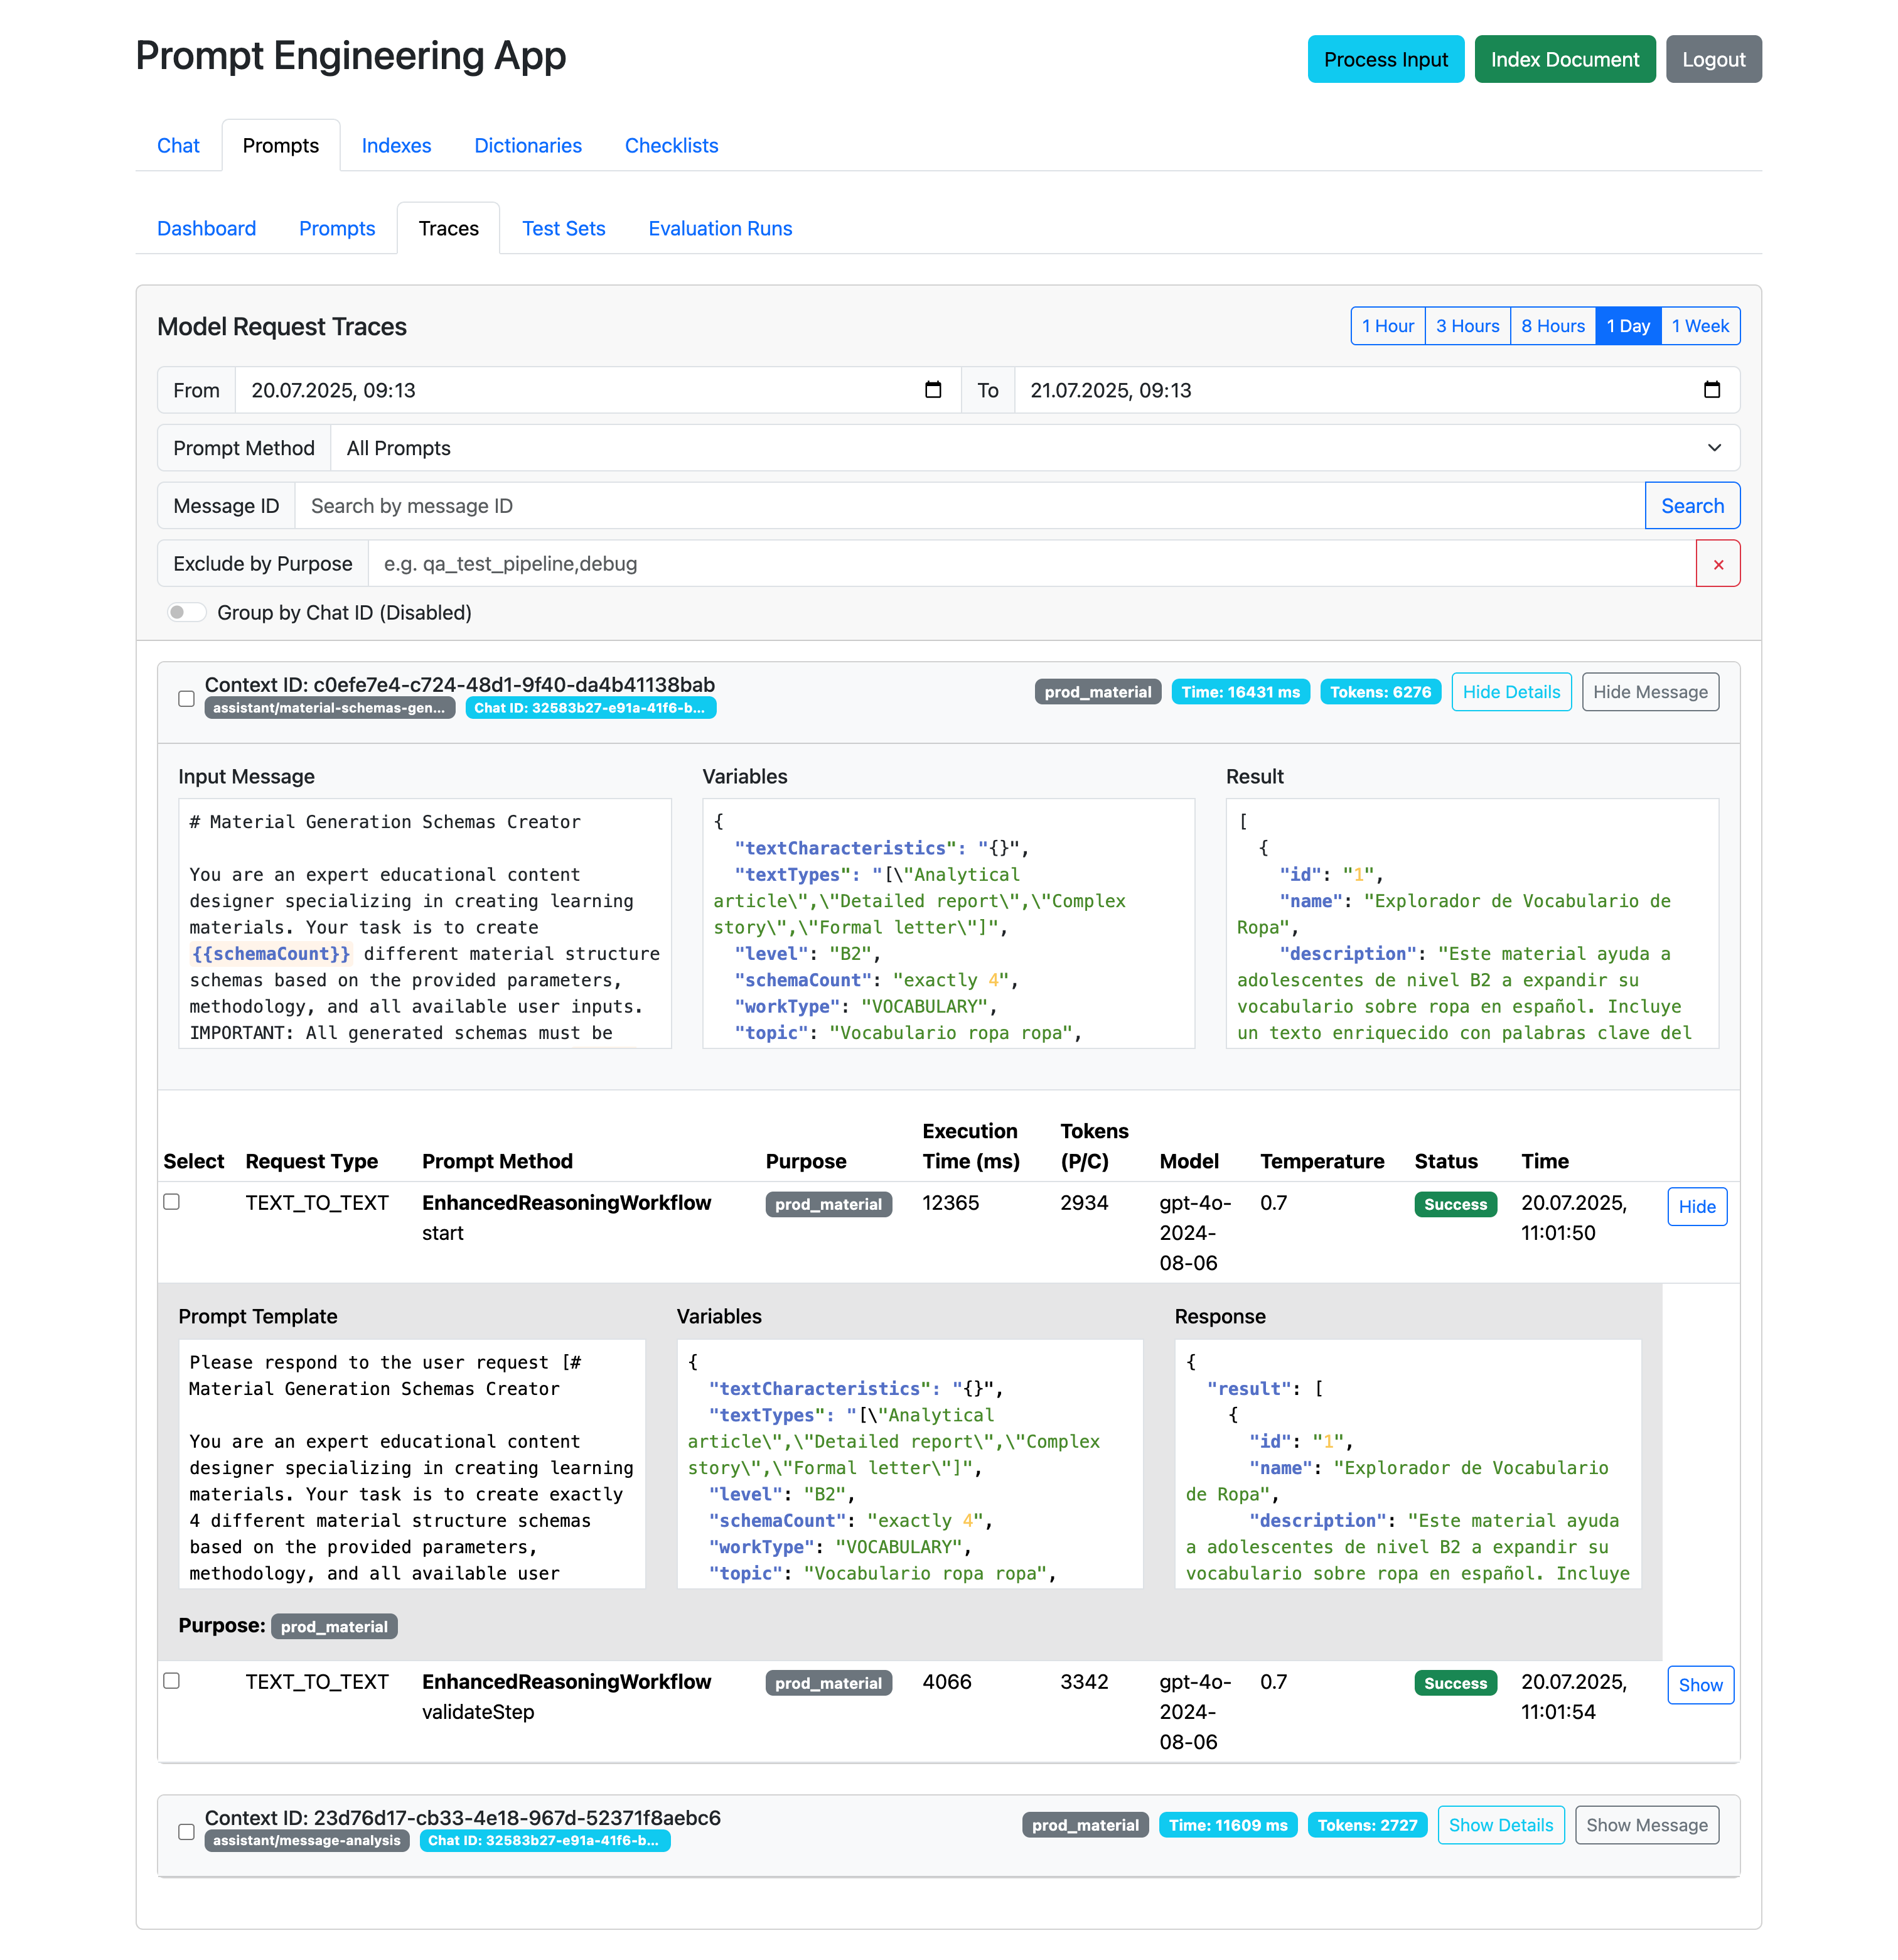 Prompt Engineering App
Process Input
Index Document
Logout
Chat
Prompts
Indexes
Dictionaries
Checklists
Dashboard
Prompts
Traces
Test Sets
Evaluation Runs
Model Request Traces
1 Hour
3 Hours
8 Hours
1 Day
1 Week
From
20.07.2025, 09:13
To
21.07.2025, 09:13
Prompt Method
All Prompts
Message ID
Search by message ID
Search
Exclude by Purpose
e.g. qa_test_pipeline,debug
×
Group by Chat ID (Disabled)
Context ID: c0efe7e4-c724-48d1-9f40-da4b41138bab
assistant/material-schemas-gen...
Chat ID: 32583b27-e91a-41f6-b...
prod_material
Time: 16431 ms
Tokens: 6276
Hide Details
Hide Message
Input Message
# Material Generation Schemas Creator
You are an expert educational content
designer specializing in creating learning
materials. Your task is to create
{{schemaCount}} different material structure
schemas based on the provided parameters,
methodology, and all available user inputs.
IMPORTANT: All generated schemas must be
Variables
{
"textCharacteristics": "{}",
"textTypes": "[\"Analytical
article\",\"Detailed report\",\"Complex
story\",\"Formal letter\"]",
"level": "B2",
"schemaCount": "exactly 4",
"workType": "VOCABULARY",
"topic": "Vocabulario ropa ropa",
Result
[
{
"id": "1",
"name": "Explorador de Vocabulario de
Ropa",
"description": "Este material ayuda a
adolescentes de nivel B2 a expandir su
vocabulario sobre ropa en español. Incluye
un texto enriquecido con palabras clave del
Select
Request Type
Prompt Method
Purpose
Execution
Time (ms)
Tokens
(P/C)
Model
Temperature
Status
Time
TEXT_TO_TEXT
EnhancedReasoningWorkflow
start
prod_material
12365
2934
gpt-4o-
2024-
08-06
0.7
Success
20.07.2025,
11:01:50
Hide
Prompt Template
Please respond to the user request [#
Material Generation Schemas Creator
You are an expert educational content
designer specializing in creating learning
materials. Your task is to create exactly
4 different material structure schemas
based on the provided parameters,
methodology, and all available user
Variables
{
"textCharacteristics": "{}",
"textTypes": "[\"Analytical
article\",\"Detailed report\",\"Complex
story\",\"Formal letter\"]",
"level": "B2",
"schemaCount": "exactly 4",
"workType": "VOCABULARY",
"topic": "Vocabulario ropa ropa",
Response
{
"result": [
{
"id": "1",
"name": "Explorador de Vocabulario
de Ropa",
"description": "Este material ayuda
a adolescentes de nivel B2 a expandir su
vocabulario sobre ropa en español. Incluye
Purpose: prod_material
TEXT_TO_TEXT
EnhancedReasoningWorkflow
validateStep
prod_material
4066
3342
gpt-4o-
2024-
08-06
0.7
Success
20.07.2025,
11:01:54
Show
Context ID: 23d76d17-cb33-4e18-967d-52371f8aebc6
assistant/message-analysis
Chat ID: 32583b27-e91a-41f6-b...
prod_material
Time: 11609 ms
Tokens: 2727
Show Details
Show Message